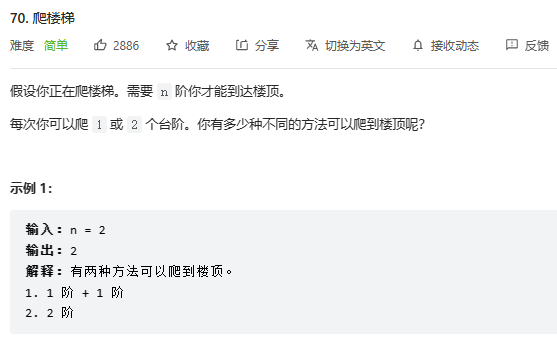 70. 爬楼梯
难度 简单 2886 收藏 分享 切换为英文 接收动态 反馈
假设你正在爬楼梯。需要 n 阶你才能到达楼顶。
每次你可以爬 1 或 2 个台阶。你有多少种不同的方法可以爬到楼顶呢？
示例 1：
输入：n = 2
输出：2
解释：有两种方法可以爬到楼顶。
1. 1 阶 + 1 阶
2. 2 阶